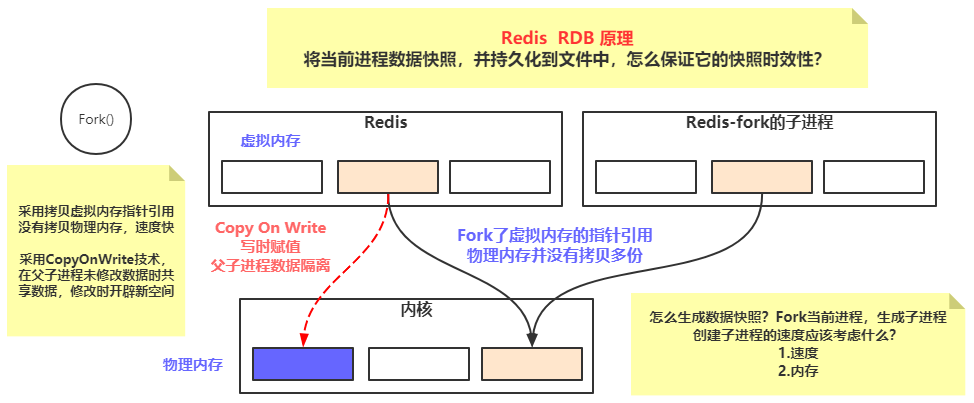 Redis RDB 原理
将当前进程数据快照，并持久化到文件中，怎么保证它的快照时效性？
Fork()
Redis
Redis-fork的子进程
虚拟内存
采用拷贝虚拟内存指针引用
没有拷贝物理内存，速度快
采用CopyOnWrite技术，
在父子进程未修改数据时共
享数据，修改时开辟新空间
Copy On Write
写时赋值
父子进程数据隔离
Fork了虚拟内存的指针引用
物理内存并没有拷贝多份
内核
物理内存
怎么生成数据快照？Fork当前进程，生成子进程
创建子进程的速度应该考虑什么？
1.速度
2.内存